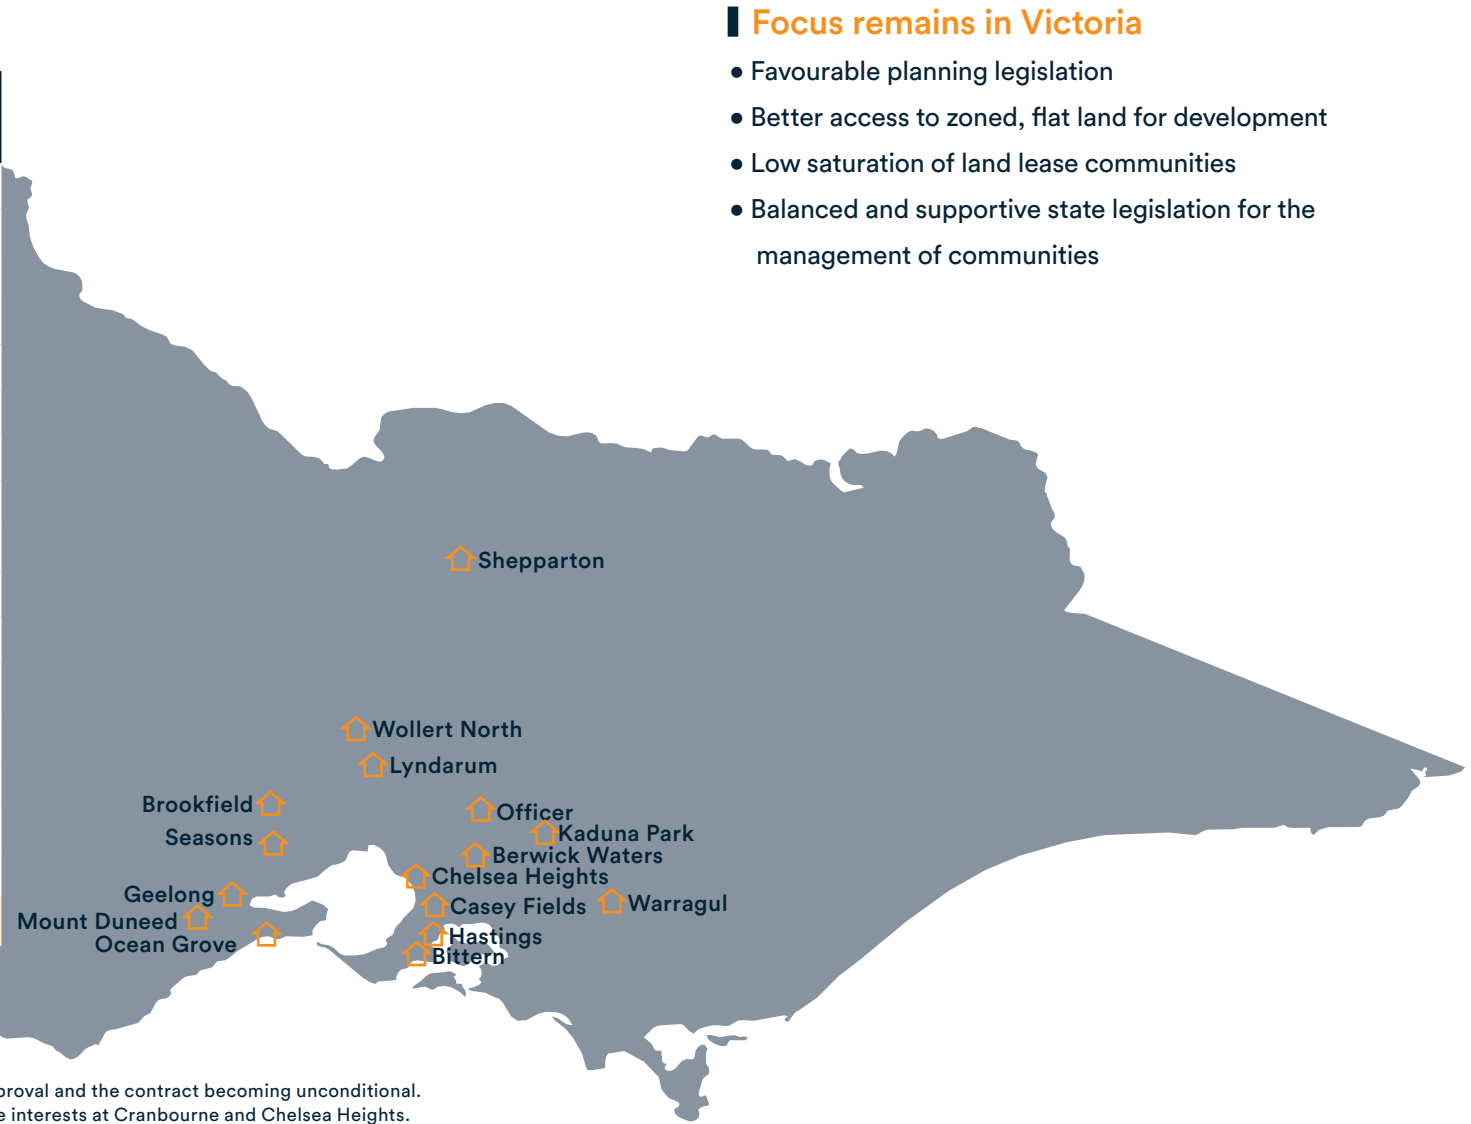 Focus remains in Victoria
• Favourable planning legislation
• Better access to zoned, flat land for development
• Low saturation of land lease communities
• Balanced and supportive state legislation for the
management of communities
Shepparton
Wollert North
Lyndarum
Brookfield
Officer
Seasons
Kaduna Park
Berwick Waters
Chelsea Heights
Geelong
Casey Fields
Warragul
Mount Duneed
Ocean Grove
Hastings
Bittern
and the contract becoming unconditional.
interests at Cranbourne and Chelsea Heights.